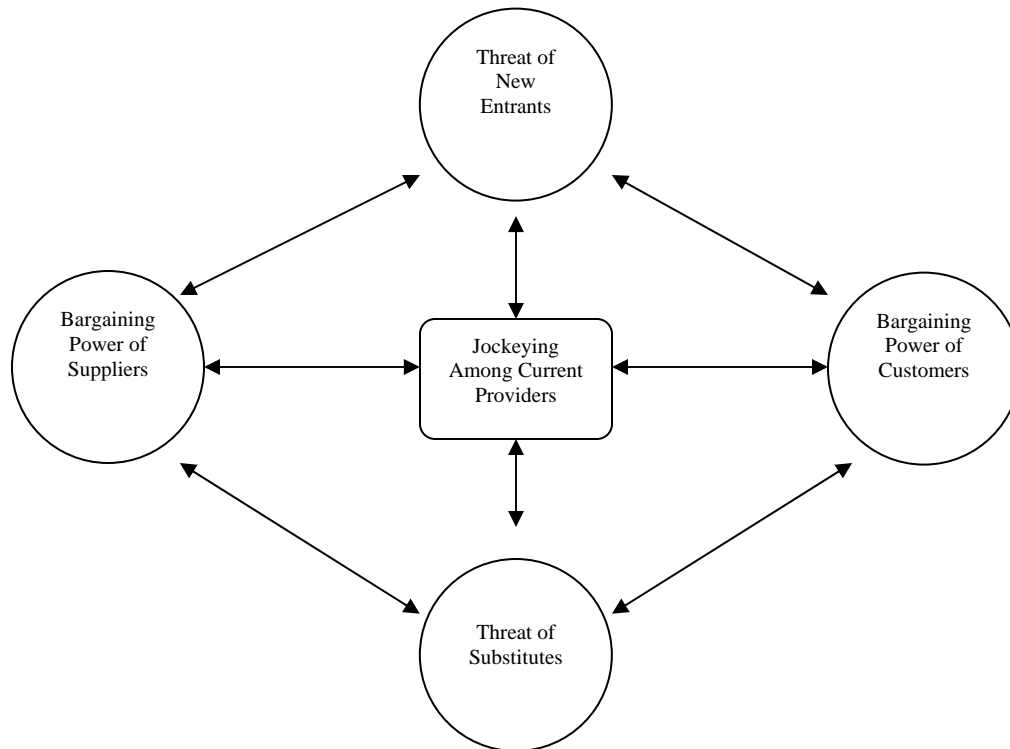 Threat of
New
Entrants
Bargaining
Power of
Suppliers
Jockeying
Among Current
Providers
Bargaining
Power of
Customers
Threat of
Substitutes